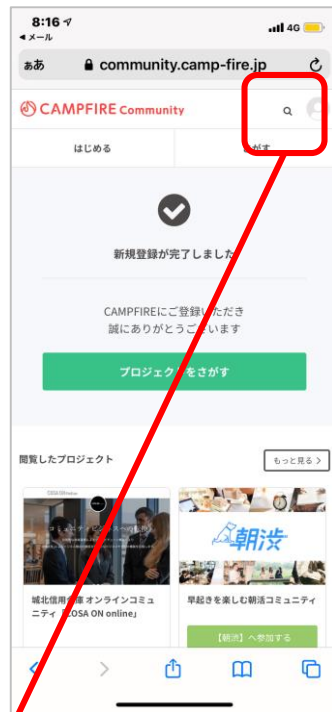 8:16
4G
◀ メール
ぁあ
community.camp-fire.jp
CAMPFIRE Community
はじめる
さがす
新規登録が完了しました
CAMPFIREにご登録いただき
誠にありがとうございます
プロジェクトをさがす
閲覧したプロジェクト
もっと見る >
COSA ON online
城北信用金庫 オンラインコミュ
ニティ「COSA ON online」
朝渋
早起きを楽しむ朝活コミュニティ
【朝渋】へ参加する